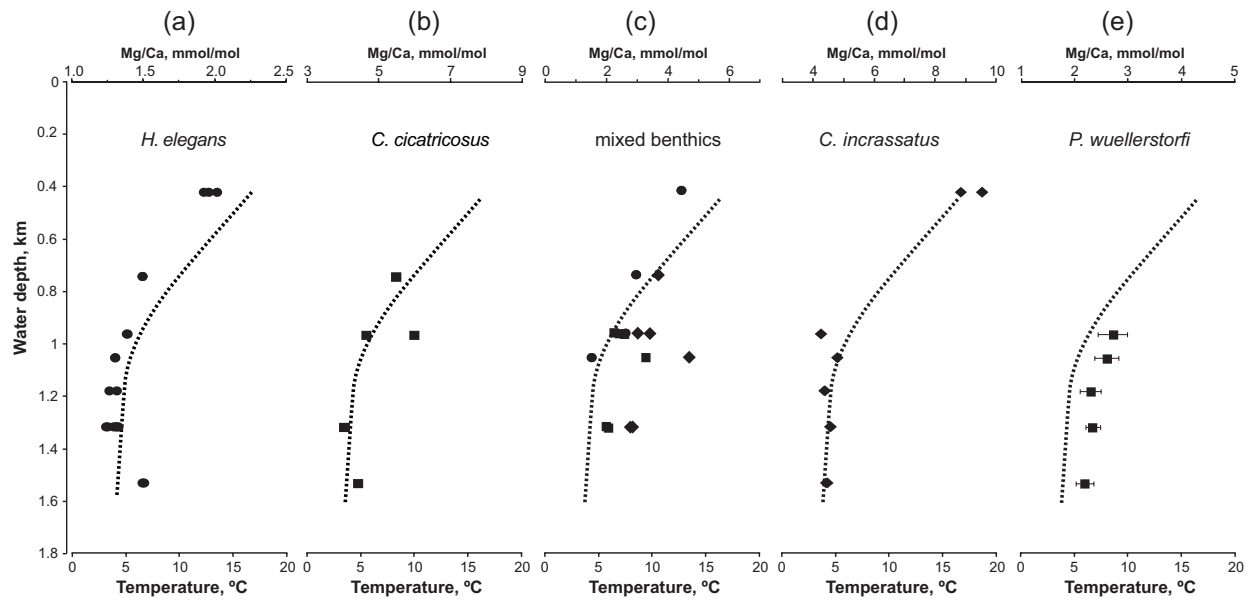 (a) (b) (c) (d) (e)
Mg/Ca, mmol/mol Mg/Ca, mmol/mol Mg/Ca, mmol/mol Mg/Ca, mmol/mol Mg/Ca, mmol/mol
1.0 1.5 2.0 2.5 3 5 7 9 0 2 4 6 7 4 6 8 10 1 2 3 4 5
0
0.2
H. elegans C. cicatricosus mixed benthics C. incrassatus P. wuellerstorfi
0.4
0.6
0.8
1
1.2
1.4
1.6
1.8
Water depth, km
0 5 10 15 20 0 5 10 15 20 0 5 10 15 20 0 5 10 15 20 0 5 10 15 20
Temperature, ºC Temperature, ºC Temperature, ºC Temperature, ºC Temperature, ºC